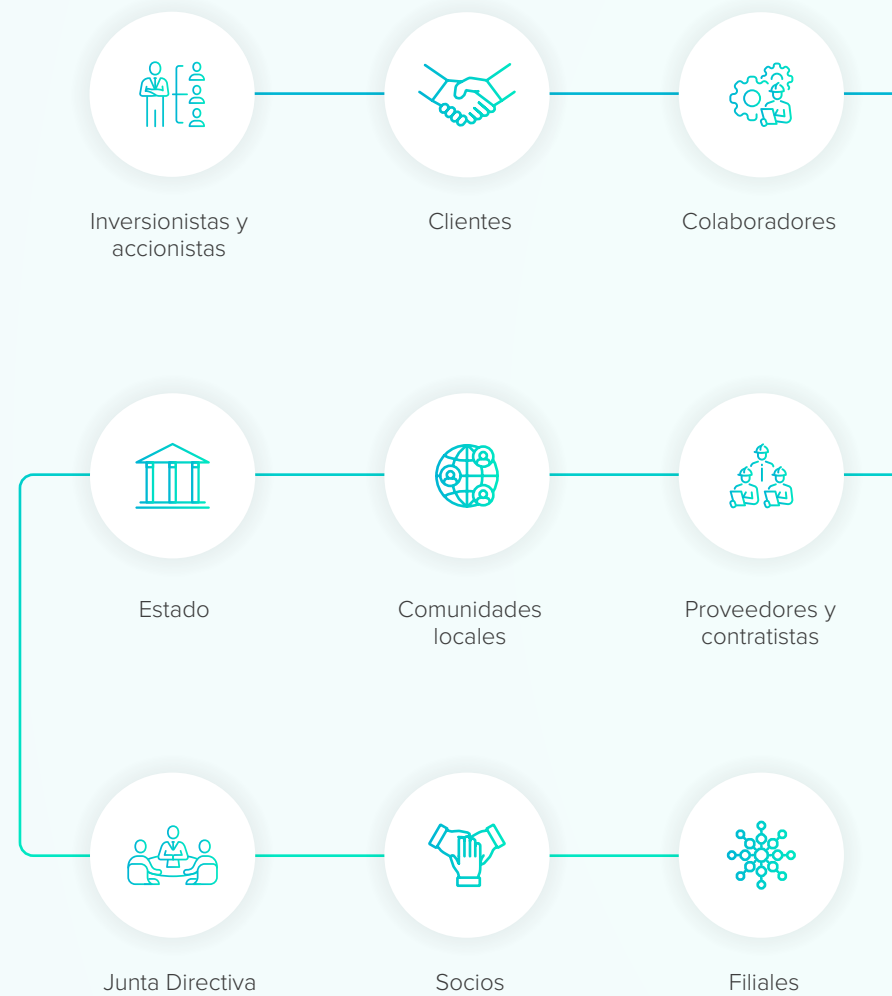 Inversionistas y
accionistas
Clientes
Colaboradores
Estado
Comunidades
locales
Proveedores y
contratistas
Junta Directiva
Socios
Filiales